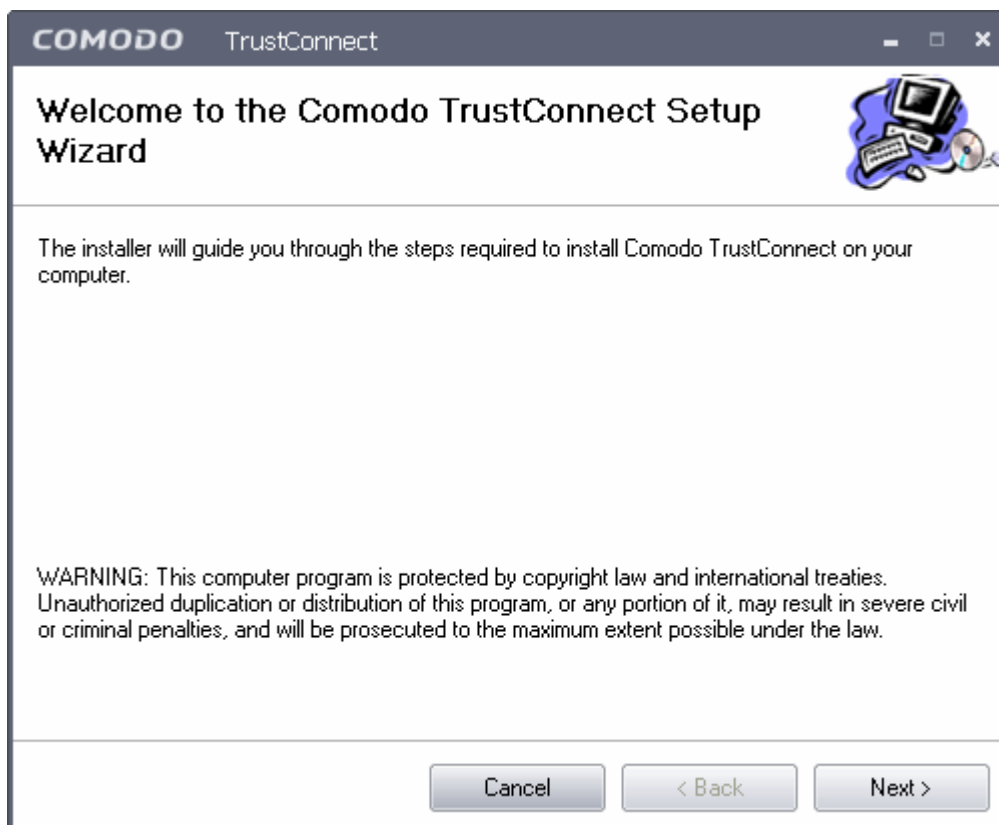 COMODO TrustConnect
Welcome to the Comodo TrustConnect Setup
Wizard
The installer will guide you through the steps required to install Comodo TrustConnect on your
computer.
WARNING: This computer program is protected by copyright law and international treaties.
Unauthorized duplication or distribution of this program, or any portion of it, may result in severe civil
or criminal penalties, and will be prosecuted to the maximum extent possible under the law.
Cancel < Back Next >